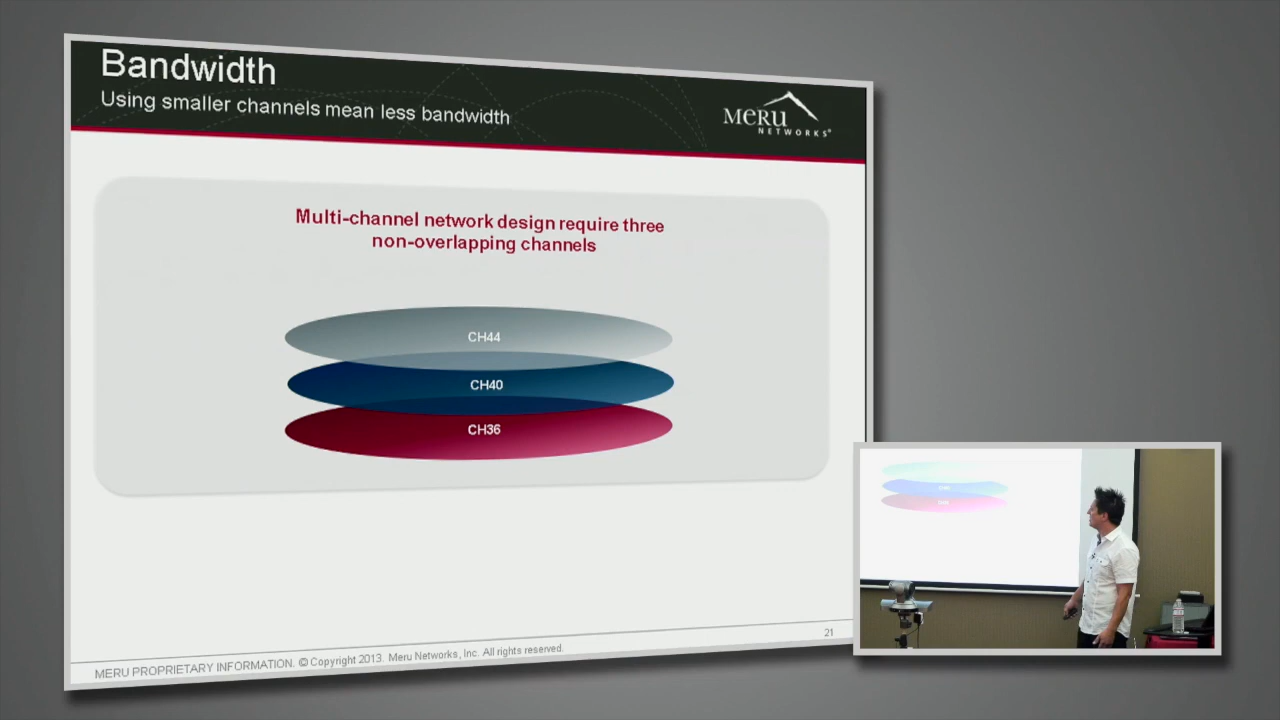 Bandwidth
Using smaller channels mean less bandwidth
MERU
NETWORKS®
Multi-channel network design require three
non-overlapping channels
CH44
CH40
CH36
21
MERU PROPRIETARY INFORMATION. © Copyright 2013. Meru Networks, Inc. All rights reserved.